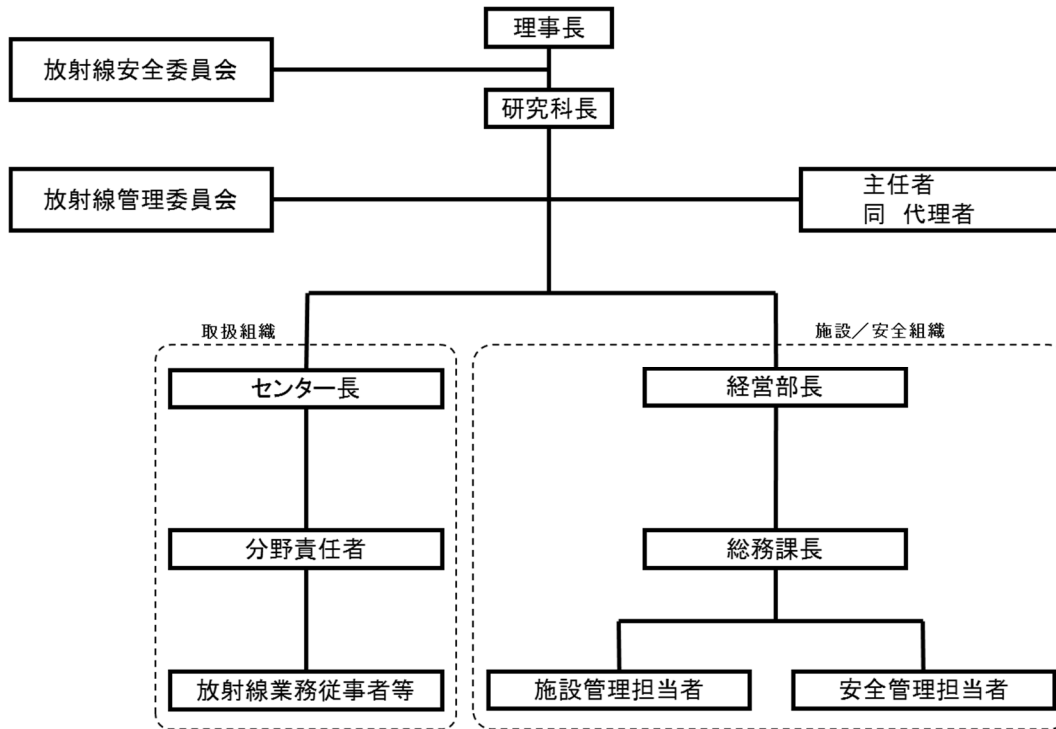 理事長
放射線安全委員会
研究科長
放射線管理委員会
主任者
同 代理者
取扱組織
施設／安全組織
センター長
経営部長
分野責任者
総務課長
放射線業務従事者等
施設管理担当者
安全管理担当者